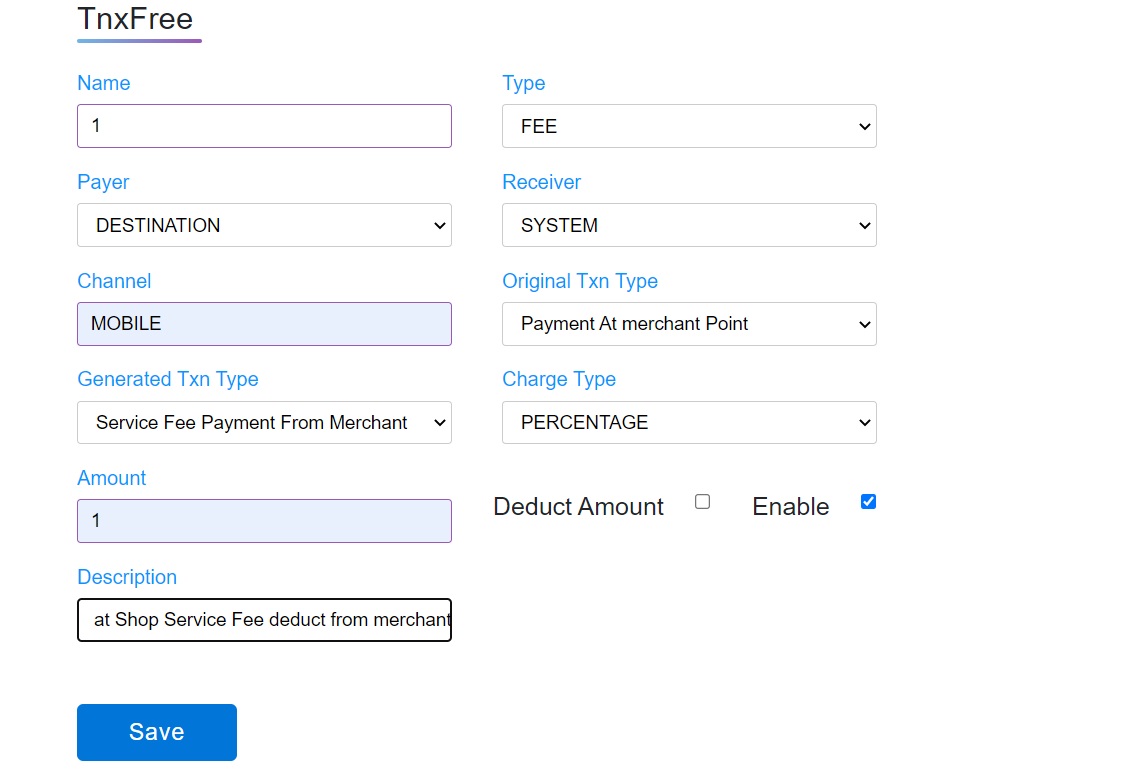 TnxFree
Name Type
1 FEE
Payer Receiver
DESTINATION SYSTEM
Channel Original Txn Type
MOBILE Payment At merchant Point
Generated Txn Type Charge Type
Service Fee Payment From Merchant PERCENTAGE
Amount
1 Deduct Amount Enable
Description
at Shop Service Fee deduct from merchant
Save